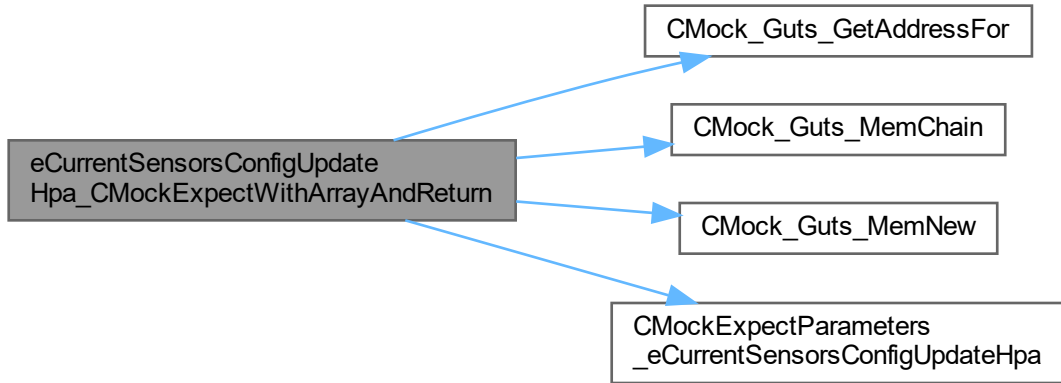 CMock_Guts_GetAddressFor
CMock_Guts_MemChain
eCurrentSensorsConfigUpdate
Hpa_CMockExpectWithArrayAndReturn
CMock_Guts_MemNew
CMockExpectParameters
_eCurrentSensorsConfigUpdateHpa